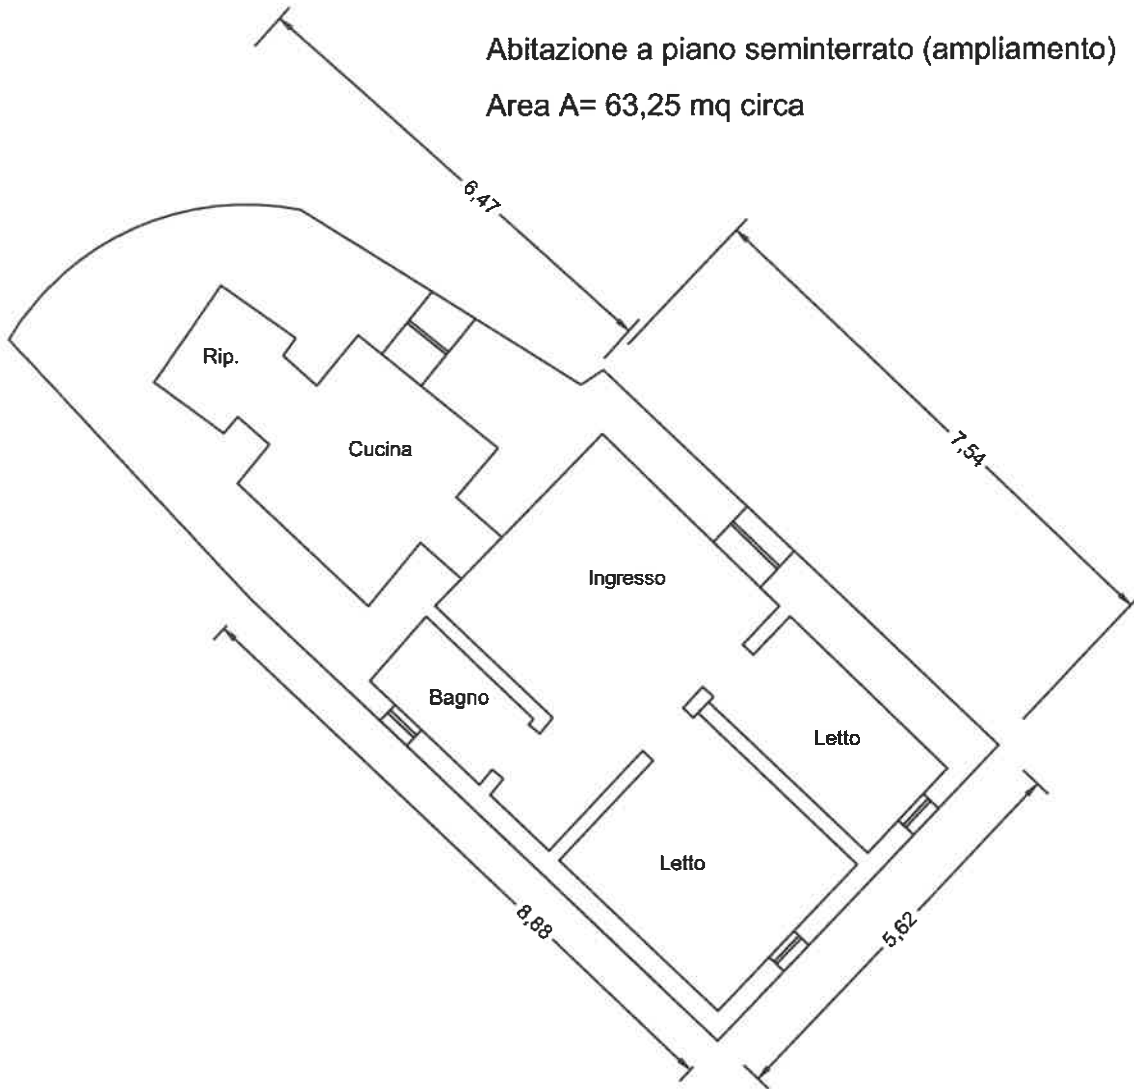 Abitazione a piano seminterrato (ampliamento)
Area A= 63,25 mq circa
6,47
7,54
Rip.
Cucina
Ingresso
Bagno
Letto
Letto
8,88
5,62